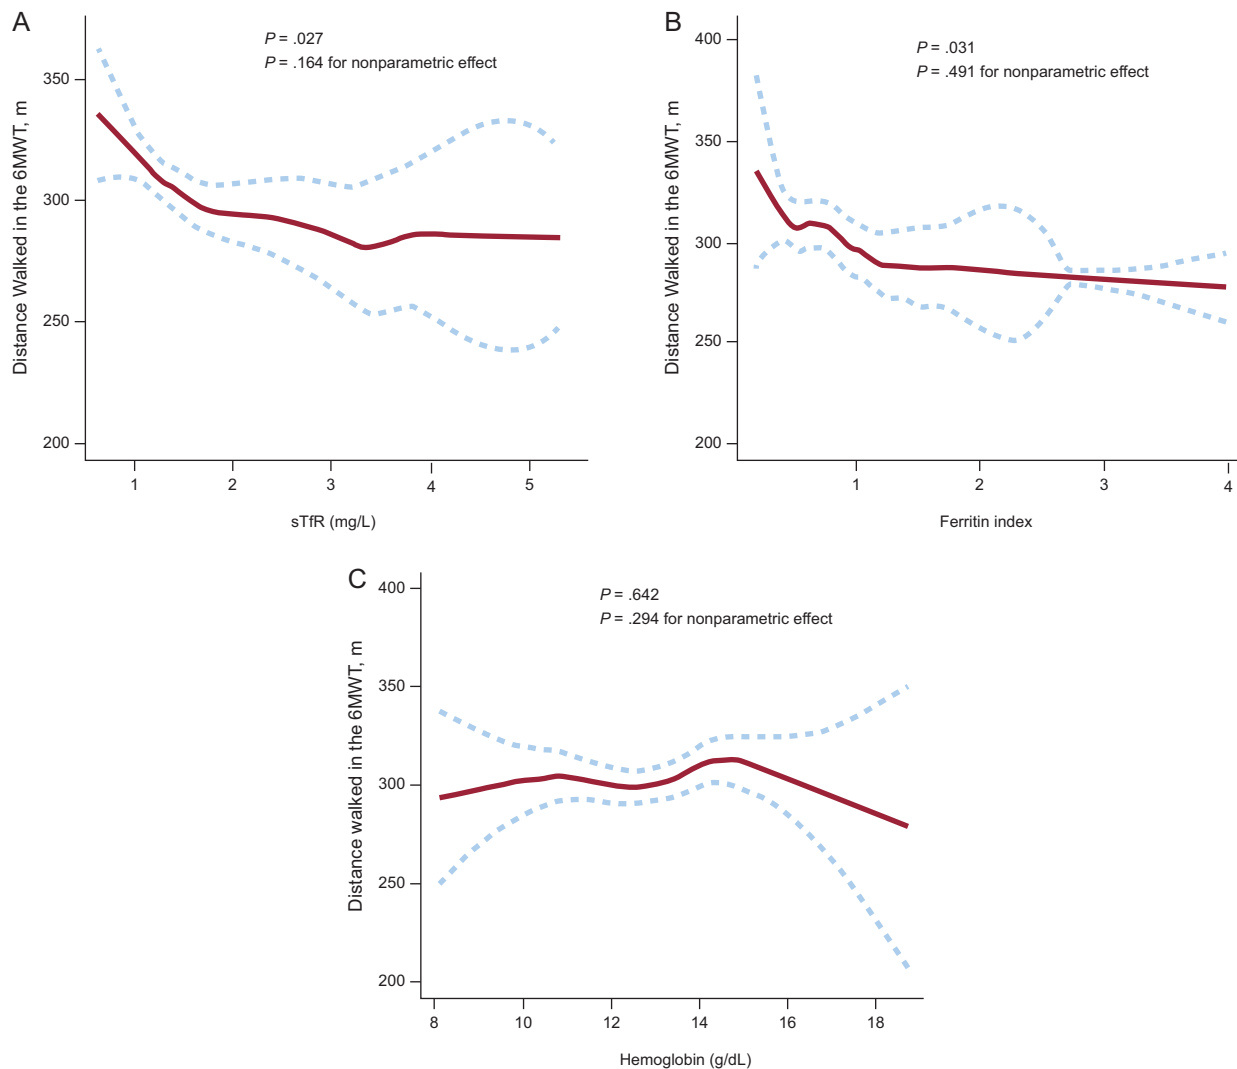 A
P = .027
P = .164 for nonparametric effect
Distance Walked in the 6MWT, m
350
300
250
200
1 2 3 4 5
sTfR (mg/L)
B
P = .031
P = .491 for nonparametric effect
Distance Walked in the 6MWT, m
400
350
300
250
200
1 2 3 4
Ferritin index
C
P = .642
P = .294 for nonparametric effect
Distance walked in the 6MWT, m
400
350
300
250
200
8 10 12 14 16 18
Hemoglobin (g/dL)